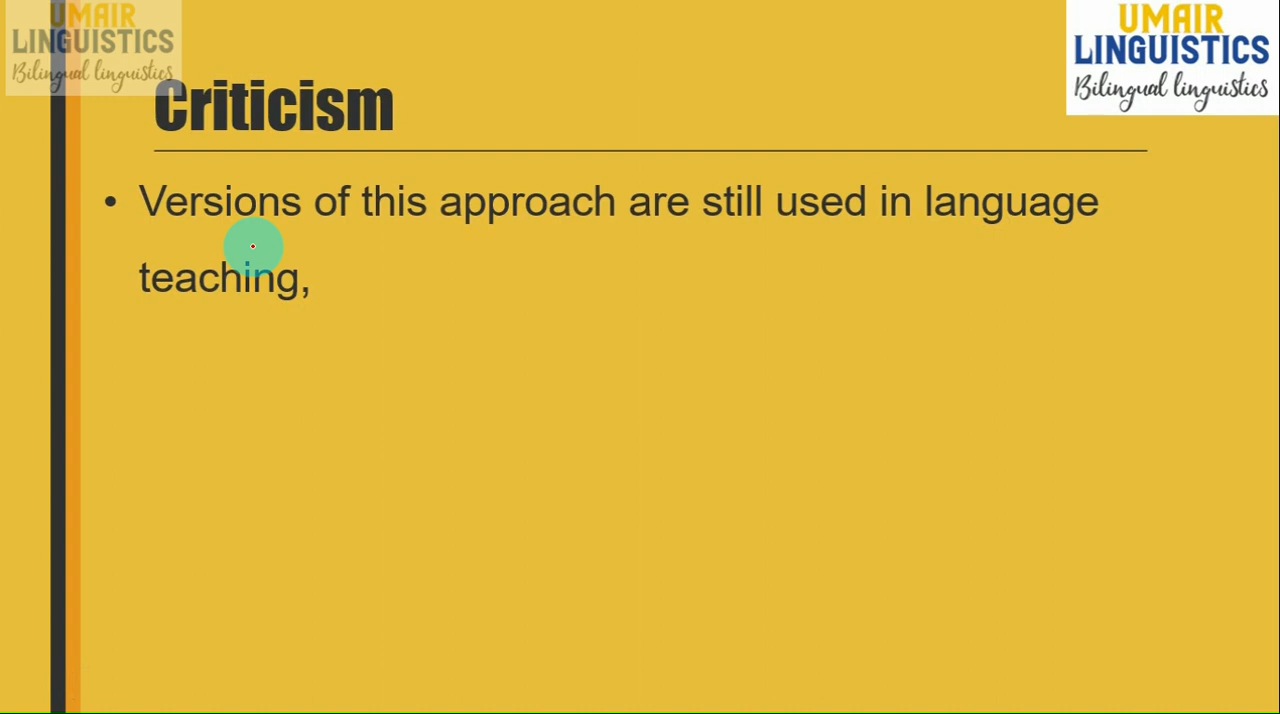 UMAIR
LINGUISTICS
Bilingual linguistics
UMAIR
LINGUISTICS
Bilingual linguistics
Criticism
• Versions of this approach are still used in language
teaching,